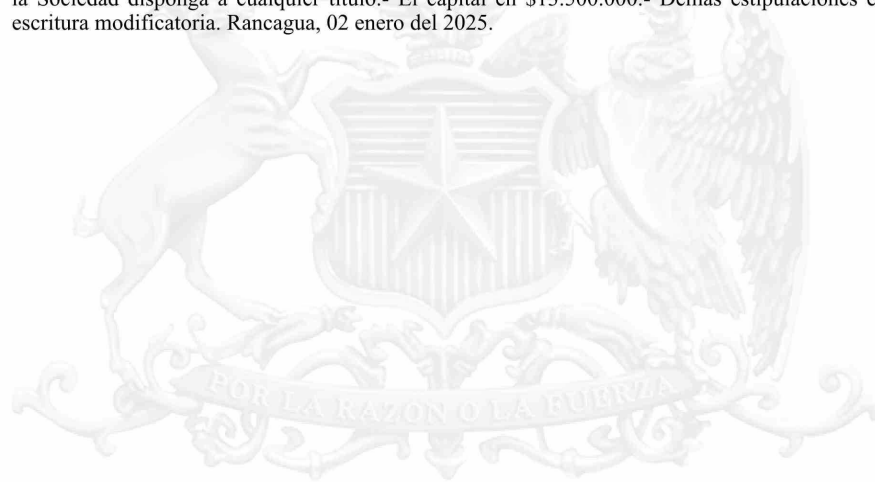 la Sociedad disponga a cualquier título.- El capital en $15.500.000.- Demás estipulaciones
escritura modificatoria. Rancagua, 02 enero del 2025.
POR LA RAZON O LA FUERZA